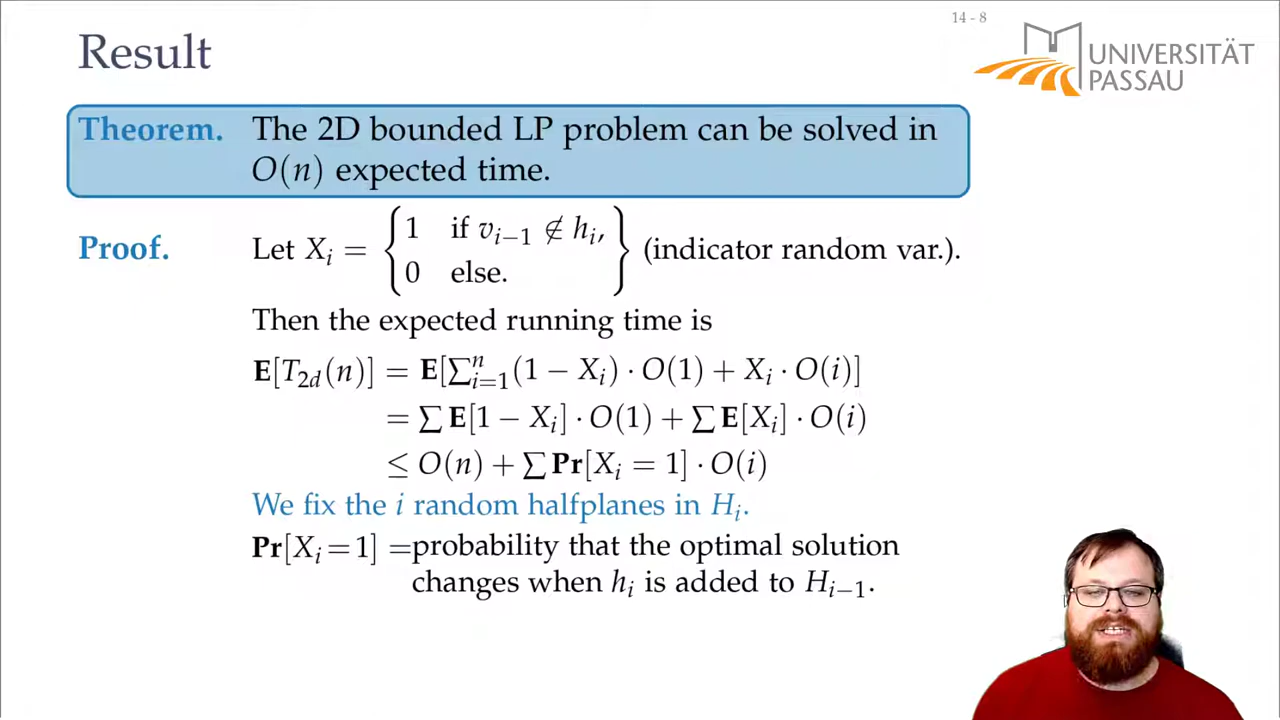 14 - 8
Result
UNIVERSITÄT
PASSAU
Theorem. The 2D bounded LP problem can be solved in
O(n) expected time.
Proof. Let X_i = { 1 if v_{i−1} ∉ h_i, 0 else. } (indicator random var.).
Then the expected running time is
E[T_{2d}(n)] = E[∑_{i=1}^n (1 − X_i) · O(1) + X_i · O(i)]
= ∑ E[1 − X_i] · O(1) + ∑ E[X_i] · O(i)
≤ O(n) + ∑ Pr[X_i = 1] · O(i)
We fix the i random halfplanes in H_i.
Pr[X_i = 1] = probability that the optimal solution
changes when h_i is added to H_{i−1}.